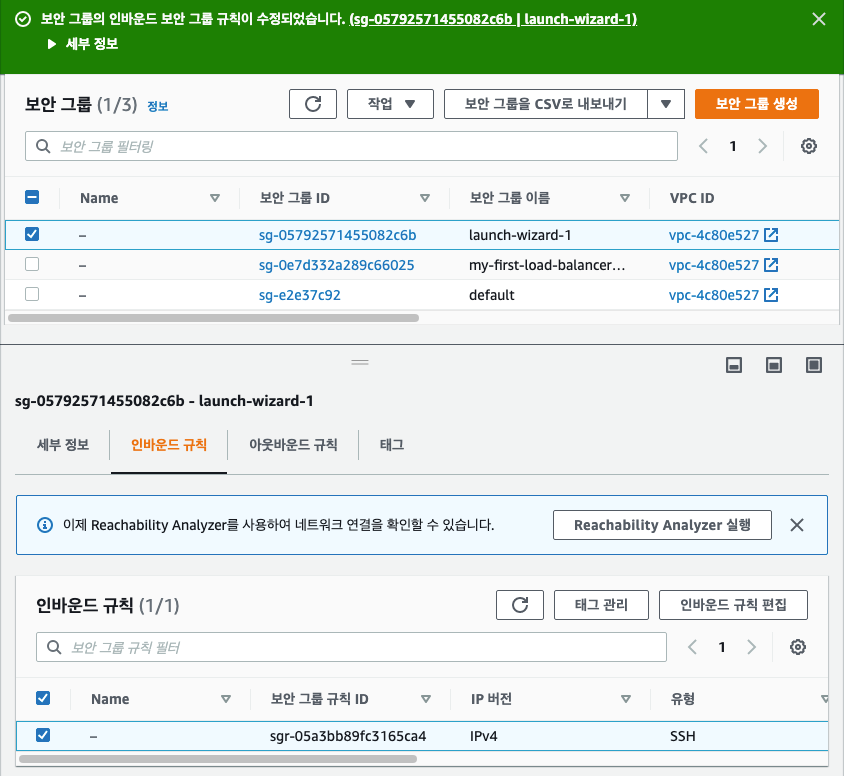 보안 그룹의 인바운드 보안 그룹 규칙이 수정되었습니다. (sg-05792571455082c6b | launch-wizard-1)
세부 정보
보안 그룹 (1/3) 정보 작업 보안 그룹을 CSV로 내보내기 보안 그룹 생성
보안 그룹 필터링 1
Name 보안 그룹 ID 보안 그룹 이름 VPC ID
– sg-05792571455082c6b launch-wizard-1 vpc-4c80e527
– sg-0e7d332a289c66025 my-first-load-balancer... vpc-4c80e527
– sg-e2e37c92 default vpc-4c80e527
sg-05792571455082c6b - launch-wizard-1
세부 정보 인바운드 규칙 아웃바운드 규칙 태그
이제 Reachability Analyzer를 사용하여 네트워크 연결을 확인할 수 있습니다. Reachability Analyzer 실행
인바운드 규칙 (1/1) 태그 관리 인바운드 규칙 편집
보안 그룹 규칙 필터 1
Name 보안 그룹 규칙 ID IP 버전 유형
– sgr-05a3bb89fc3165ca4 IPv4 SSH